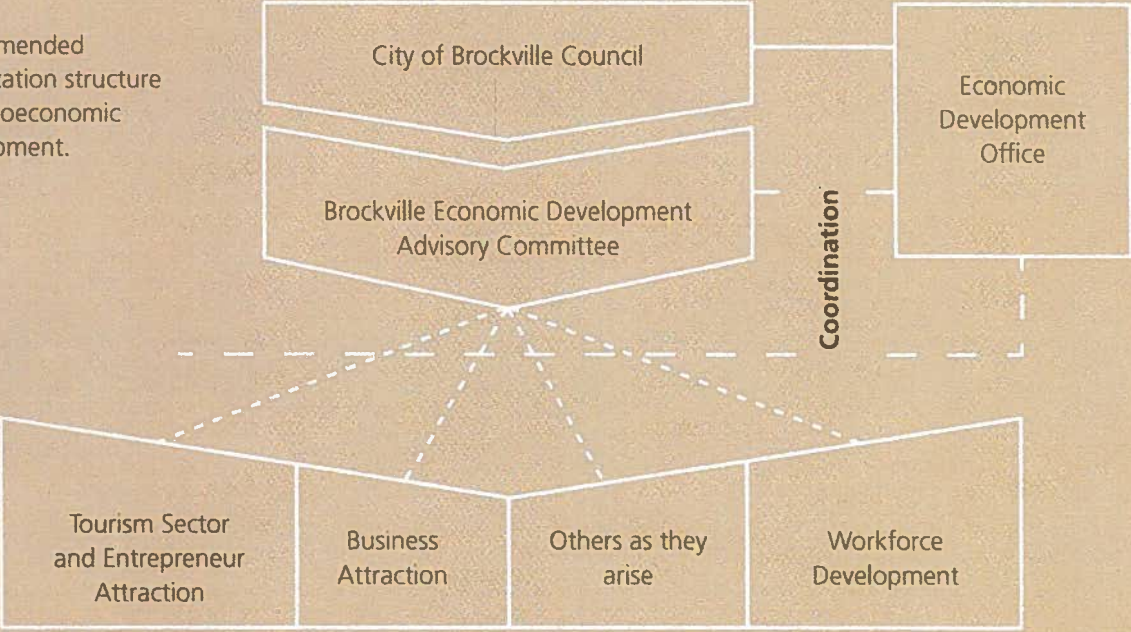 mended
ation structure
oeconomic
pment.
City of Brockville Council
Economic
Development
Office
Brockville Economic Development
Advisory Committee
Coordination
Tourism Sector
and Entrepreneur
Attraction
Business
Attraction
Others as they
arise
Workforce
Development